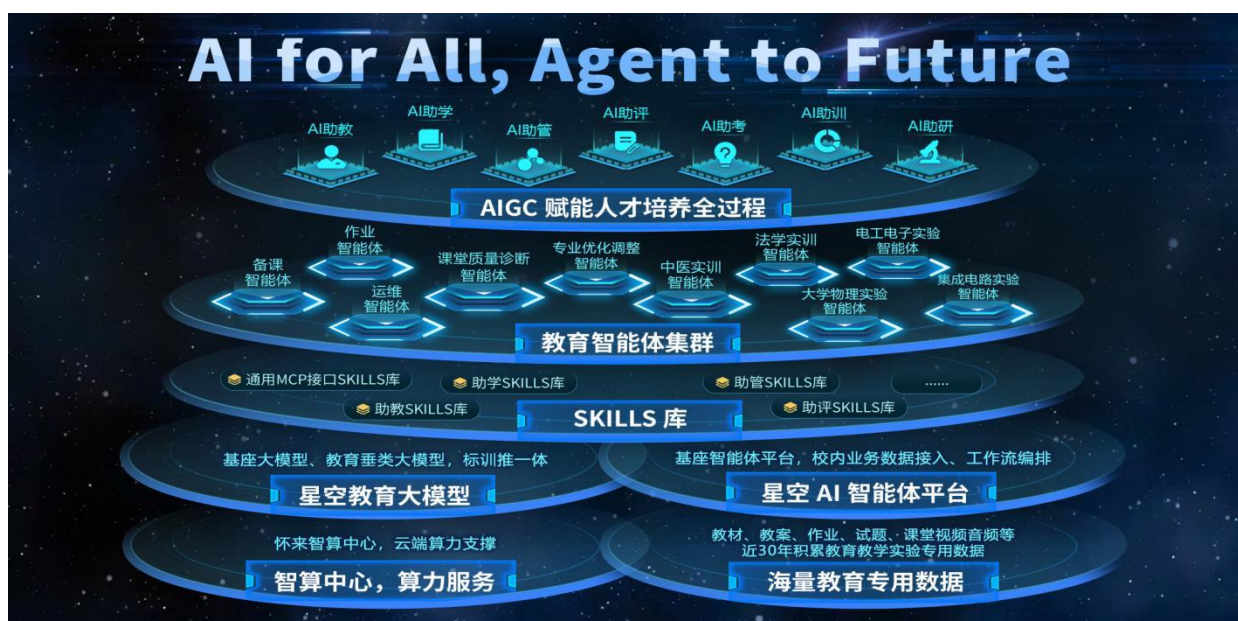 AI for All, Agent to Future
AI助教
AI助学
AI助管
AI助评
AI助考
AI助训
AI助研
AIGC 赋能人才培养全过程
备课
智能体
作业
智能体
运维
智能体
课堂质量诊断
智能体
专业优化调整
智能体
中医实训
智能体
法学实训
智能体
大学物理实验
智能体
电工电子实验
智能体
集成电路实验
智能体
教育智能体集群
通用MCP接口SKILLS库
助学SKILLS库
助管SKILLS库
......
助教SKILLS库
助评SKILLS库
SKILLS 库
基座大模型、教育垂类大模型，标训推一体
星空教育大模型
基座智能体平台，校内业务数据接入、工作流编排
星空 AI 智能体平台
怀来智算中心，云端算力支撑
智算中心，算力服务
教材、教案、作业、试题、课堂视频音频等
近30年积累教育教学实验专用数据
海量教育专用数据